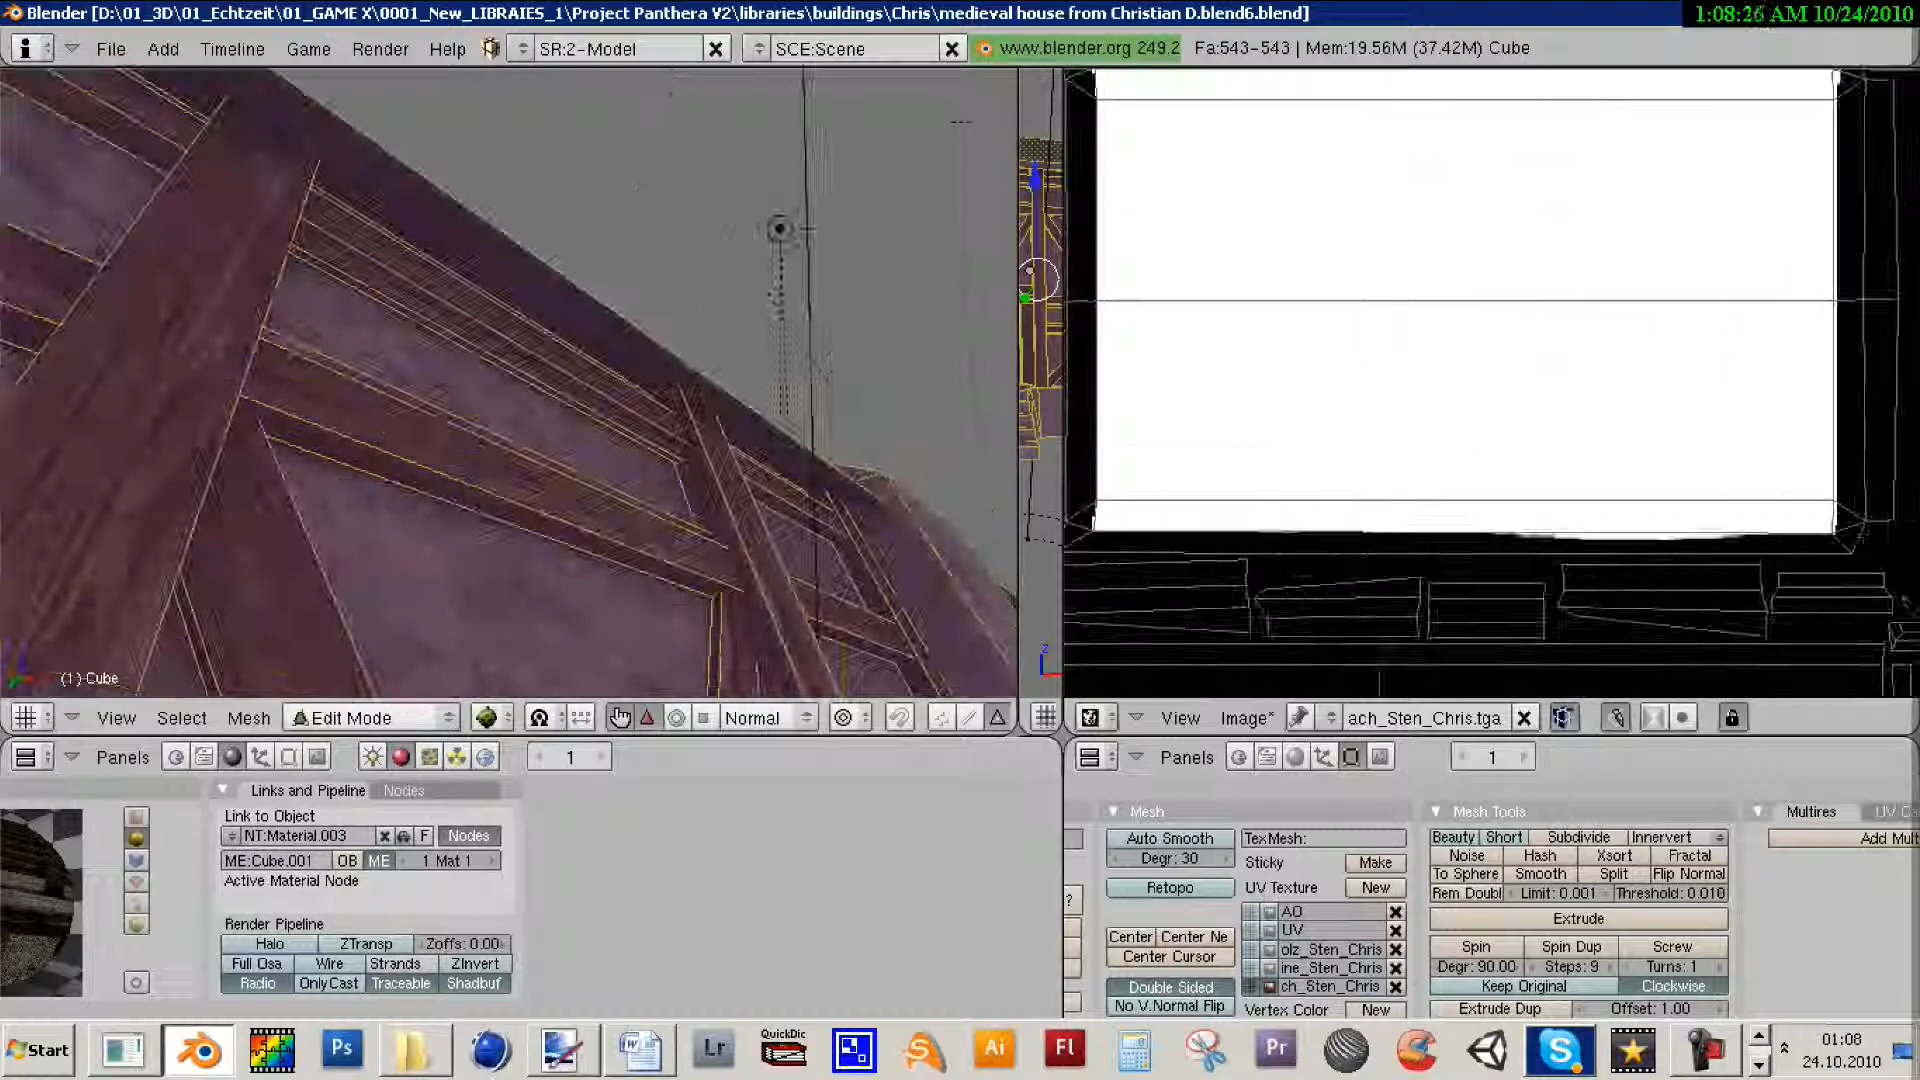 Blender [D:\01_3D\01_Echtzeit\01_GAME X\0001_New_LIBRAIES_1\Project Panthera V2\libraries\buildings\Chris\medieval house from Christian D.blend6.blend]
1:08:26 AM 10/24/2010
File Add Timeline Game Render Help SR:2-Model SCE:Scene www.blender.org 249.2 Fa:543-543 | Mem:19.56M (37.42M) Cube
z
(1) Cube
View Select Mesh Edit Mode Normal
View Image* ach_Sten_Chris.tga
Panels 1
Panels 1
Links and Pipeline Nodes
Link to Object
NT:Material.003 F Nodes
ME:Cube.001 OB ME 1 Mat 1
Active Material Node
Render Pipeline
Halo ZTransp Zoffs: 0.00
Full Osa Wire Strands ZInvert
Radio OnlyCast Traceable Shadbuf
?
Mesh
Auto Smooth
Degr: 30
Retopo
Center Center Ne
Center Cursor
Double Sided
No V.Normal Flip
TexMesh:
Sticky Make
UV Texture New
AO
UV
olz_Sten_Chris
ine_Sten_Chris
ch_Sten_Chris
Vertex Color New
Mesh Tools
Beauty Short Subdivide Innervert
Noise Hash Xsort Fractal
To Sphere Smooth Split Flip Normal
Rem Doubl Limit: 0.001 Threshold: 0.010
Extrude
Spin Spin Dup Screw
Degr: 90.00 Steps: 9 Turns: 1
Keep Original Clockwise
Extrude Dup Offset: 1.00
Multires UV Ca
Add Mult
Start Ps Lr QuickDic Ai Fl Pr S
01:08
24.10.2010